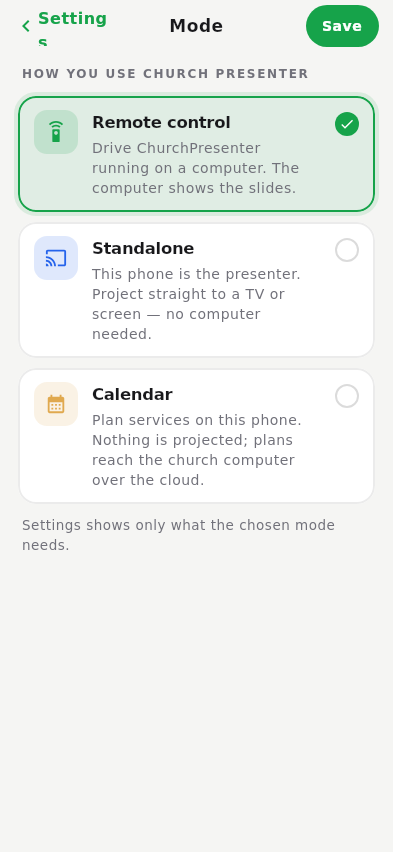 Setting
s
Mode
Save
HOW YOU USE CHURCH PRESENTER
Remote control
Drive ChurchPresenter
running on a computer. The
computer shows the slides.
Standalone
This phone is the presenter.
Project straight to a TV or
screen — no computer
needed.
Calendar
Plan services on this phone.
Nothing is projected; plans
reach the church computer
over the cloud.
Settings shows only what the chosen mode
needs.